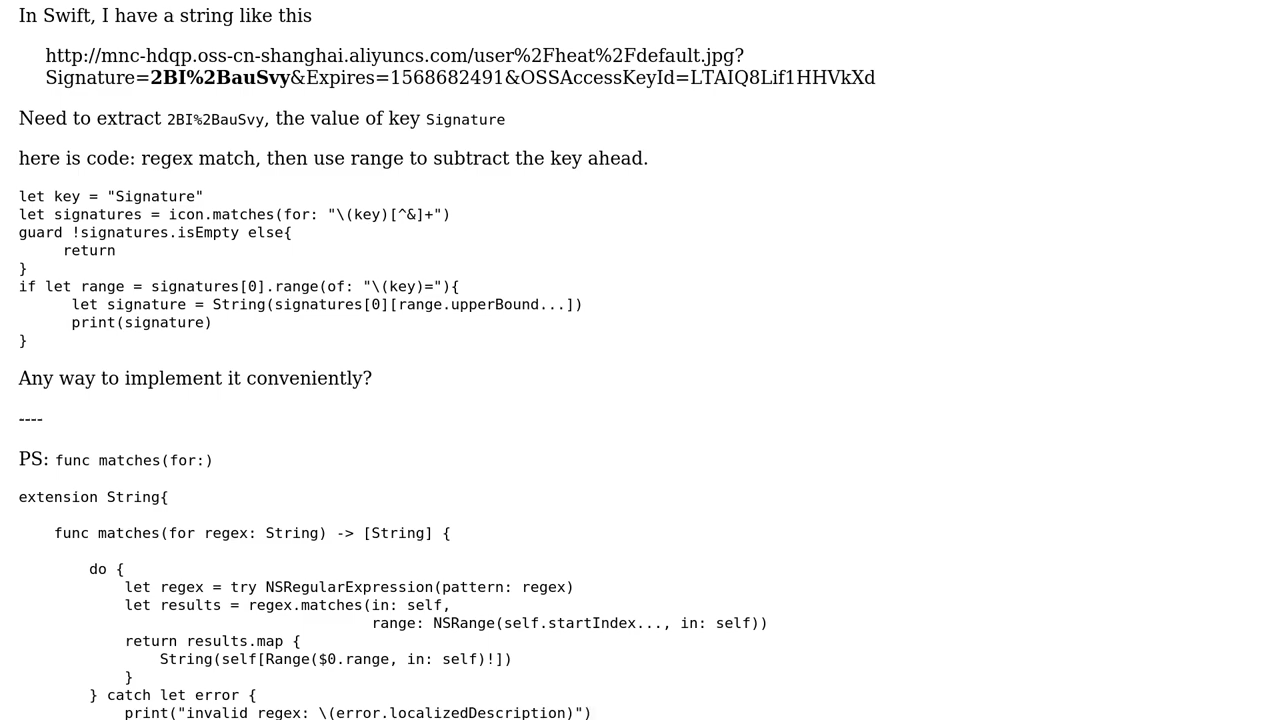 In Swift, I have a string like this
http://mnc-hdqp.oss-cn-shanghai.aliyuncs.com/user%2Fheat%2Fdefault.jpg?
Signature=2BI%2BauSvy&Expires=1568682491&OSSAccessKeyId=LTAIQ8Lif1HHVkXd
Need to extract 2BI%2BauSvy, the value of key Signature
here is code: regex match, then use range to subtract the key ahead.
let key = "Signature"
let signatures = icon.matches(for: "\(key)[^&]+")
guard !signatures.isEmpty else{
     return
}
if let range = signatures[0].range(of: "\(key)="){
      let signature = String(signatures[0][range.upperBound...])
      print(signature)
}
Any way to implement it conveniently?
----
PS: func matches(for:)
extension String{
    func matches(for regex: String) -> [String] {
        do {
            let regex = try NSRegularExpression(pattern: regex)
            let results = regex.matches(in: self,
                                        range: NSRange(self.startIndex..., in: self))
            return results.map {
                String(self[Range($0.range, in: self)!])
            }
        } catch let error {
            print("invalid regex: \(error.localizedDescription)")